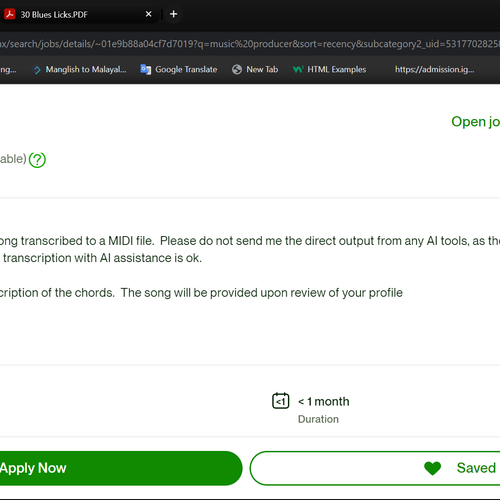 30 Blues Licks.PDF
x/search/jobs/details/~01e9b88a04cf7d7019?q=music%20producer&sort=recency&subcategory2_uid=531770282
ng... Manglish to Malayal... Google Translate New Tab HTML Examples https://admission.ig...
Open jo
able) ?
ong transcribed to a MIDI file. Please do not send me the direct output from any AI tools, as the
transcription with AI assistance is ok.
cription of the chords. The song will be provided upon review of your profile
<1 < 1 month
Duration
Apply Now Saved